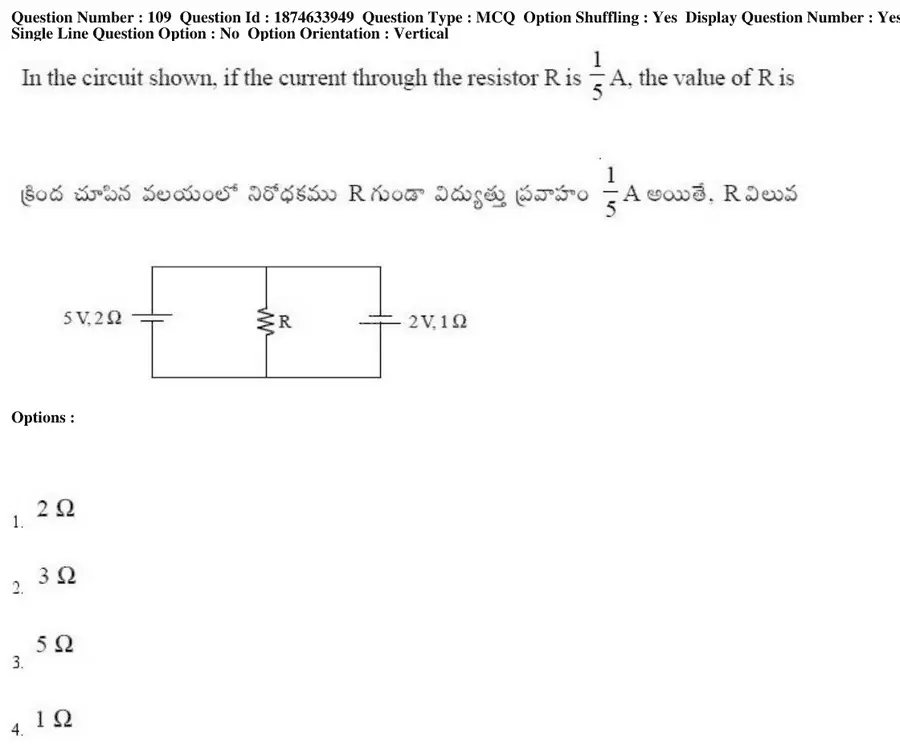 Question Number : 109 Question Id : 1874633949 Question Type : MCQ Option Shuffling : Yes Display Question Number : Yes
Single Line Question Option : No Option Orientation : Vertical
In the circuit shown, if the current through the resistor R is 1/5 A, the value of R is
క్రింద చూపిన వలయంలో నిరోధకము R గుండా విద్యుత్తు ప్రవాహం 1/5 A అయితే, R విలువ
5 V, 2 Ω
R
2 V, 1 Ω
Options :
1. 2 Ω
2. 3 Ω
3. 5 Ω
4. 1 Ω